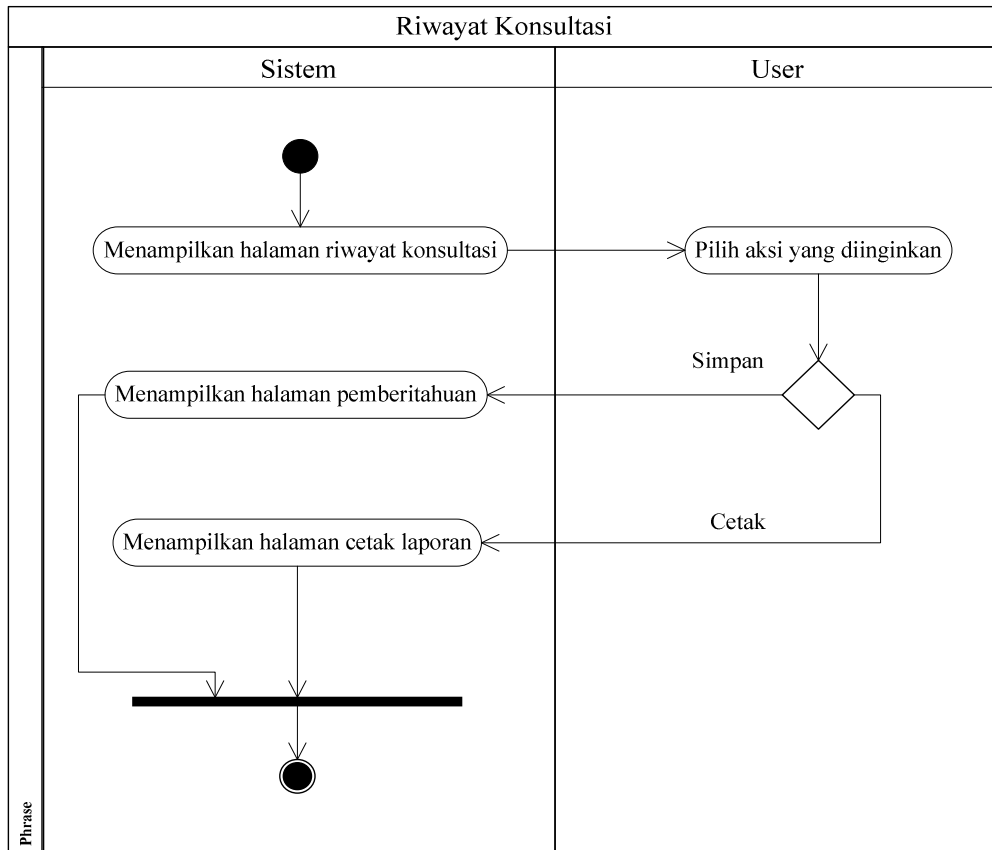 Riwayat Konsultasi
Sistem
User
Menampilkan halaman riwayat konsultasi
Pilih aksi yang diinginkan
Simpan
Menampilkan halaman pemberitahuan
Cetak
Menampilkan halaman cetak laporan
Phrase